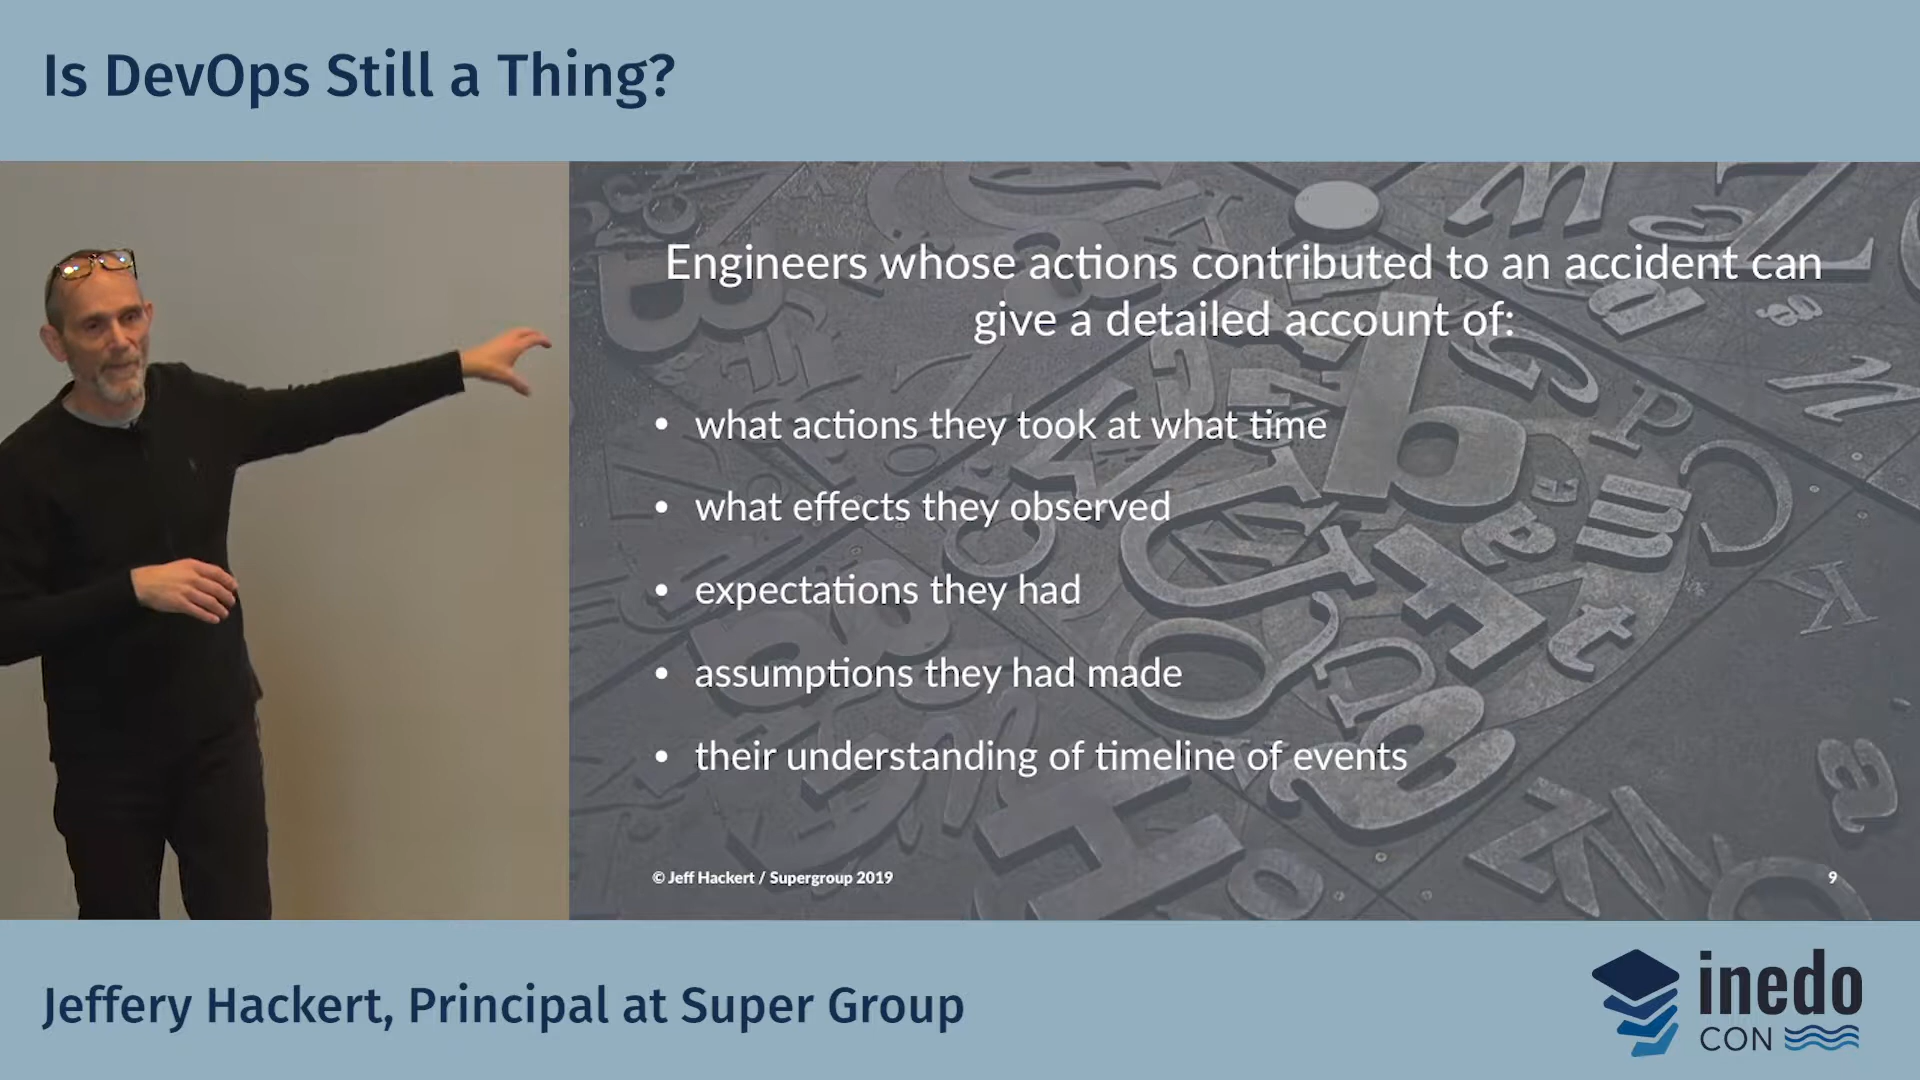 Is DevOps Still a Thing?
Engineers whose actions contributed to an accident can
give a detailed account of:
• what actions they took at what time
• what effects they observed
• expectations they had
• assumptions they had made
• their understanding of timeline of events
© Jeff Hackert / Supergroup 2019
9
Jeffery Hackert, Principal at Super Group
inedo
CON